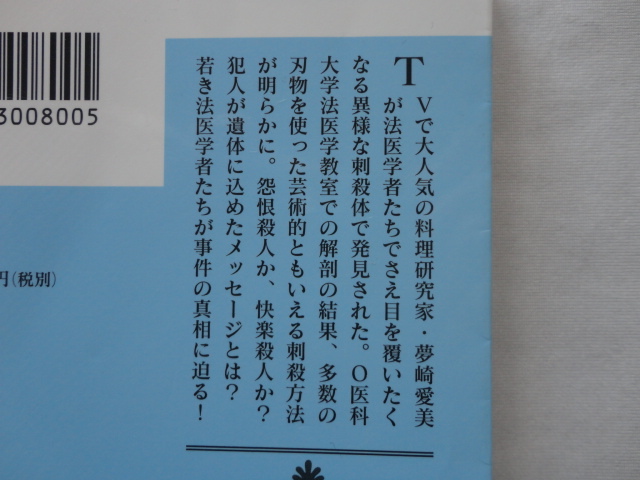 TVで大人気の料理研究家・夢崎愛美
が法医学者たちでさえ目を覆いたく
なる異様な刺殺体で発見された。O医科
大学法医学教室での解剖の結果、多数の
刃物を使った芸術的ともいえる刺殺方法
が明らかに。怨恨殺人か、快楽殺人か?
犯人が遺体に込めたメッセージとは?
若き法医学者たちが事件の真相に迫る!
3008005
円(税別)